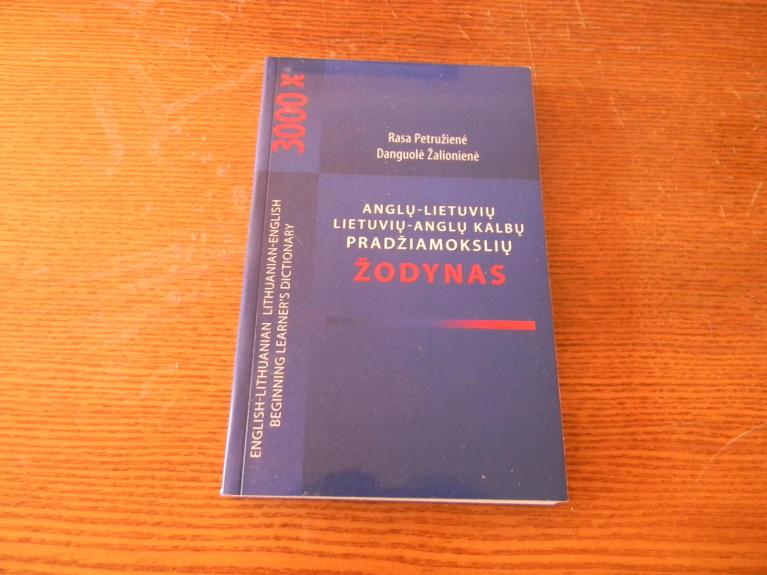 Rasa Petružienė
Danguolė Žalionienė
ANGLŲ-LIETUVIŲ
LIETUVIŲ-ANGLŲ KALBŲ
PRADŽIAMOKSLIŲ
ŽODYNAS
3000 ž
ENGLISH-LITHUANIAN LITHUANIAN-ENGLISH
BEGINNING LEARNER'S DICTIONARY